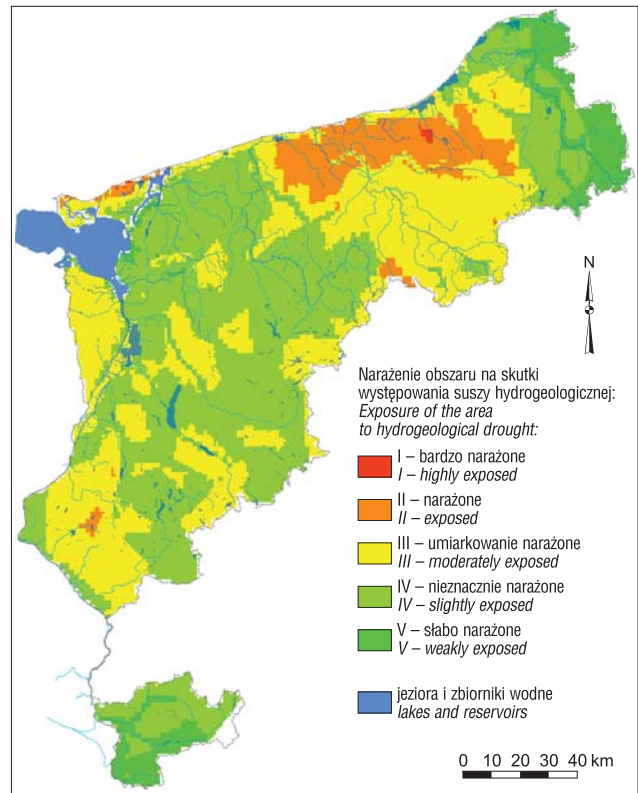 N
Narażenie obszaru na skutki
występowania suszy hydrogeologicznej:
Exposure of the area
to hydrogeological drought:
I – bardzo narażone
I – highly exposed
II – narażone
II – exposed
III – umiarkowanie narażone
III – moderately exposed
IV – nieznacznie narażone
IV – slightly exposed
V – słabo narażone
V – weakly exposed
jeziora i zbiorniki wodne
lakes and reservoirs
0 10 20 30 40 km